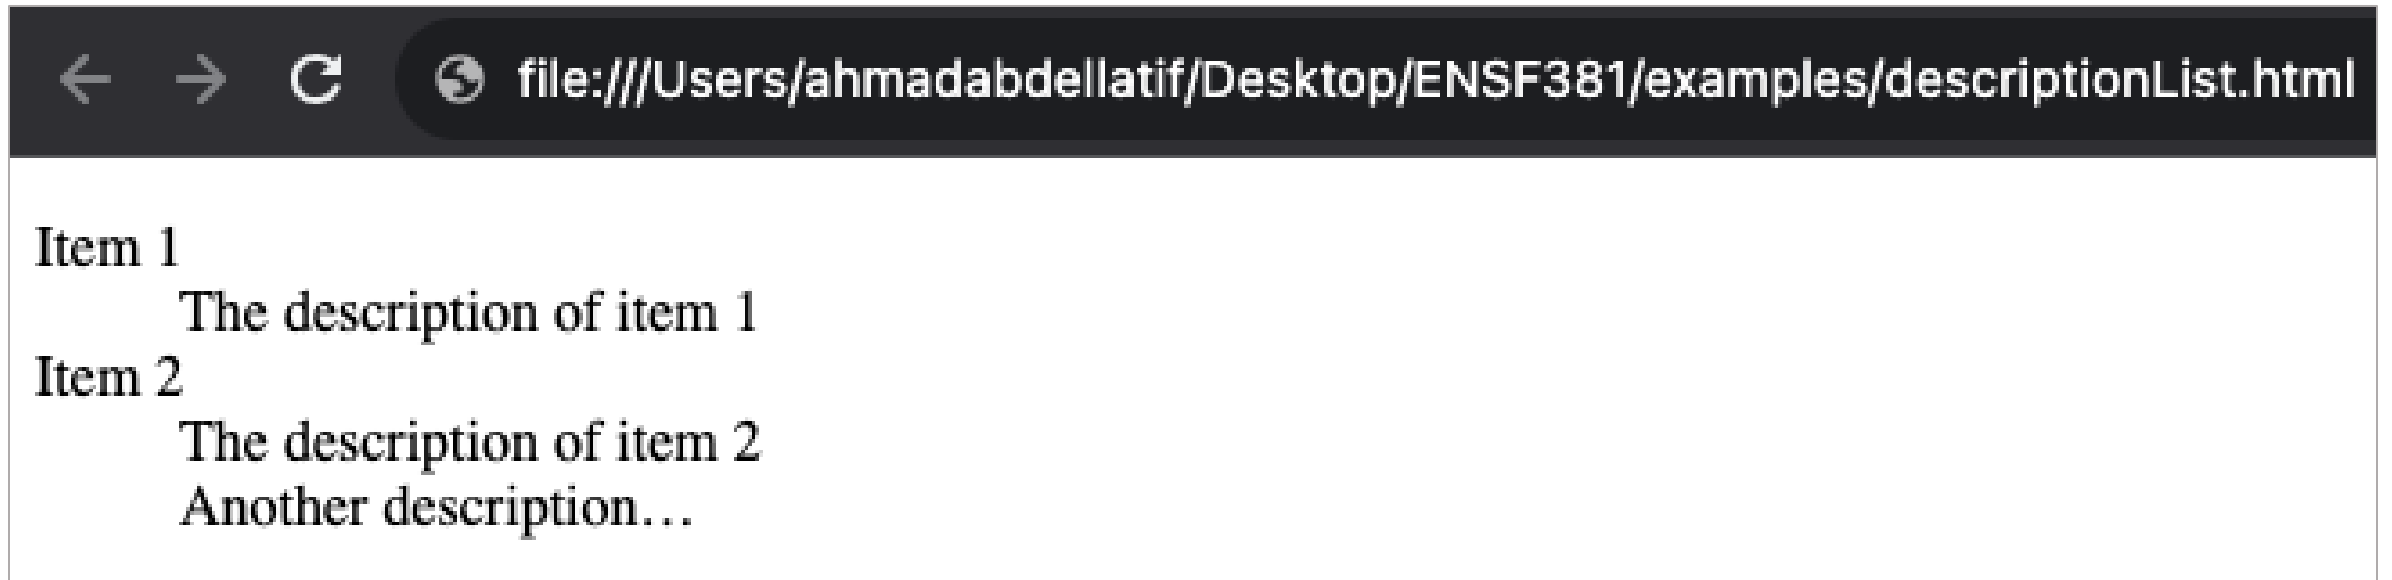 file:///Users/ahmadabdellatif/Desktop/ENSF381/examples/descriptionList.html
Item 1
The description of item 1
Item 2
The description of item 2
Another description…